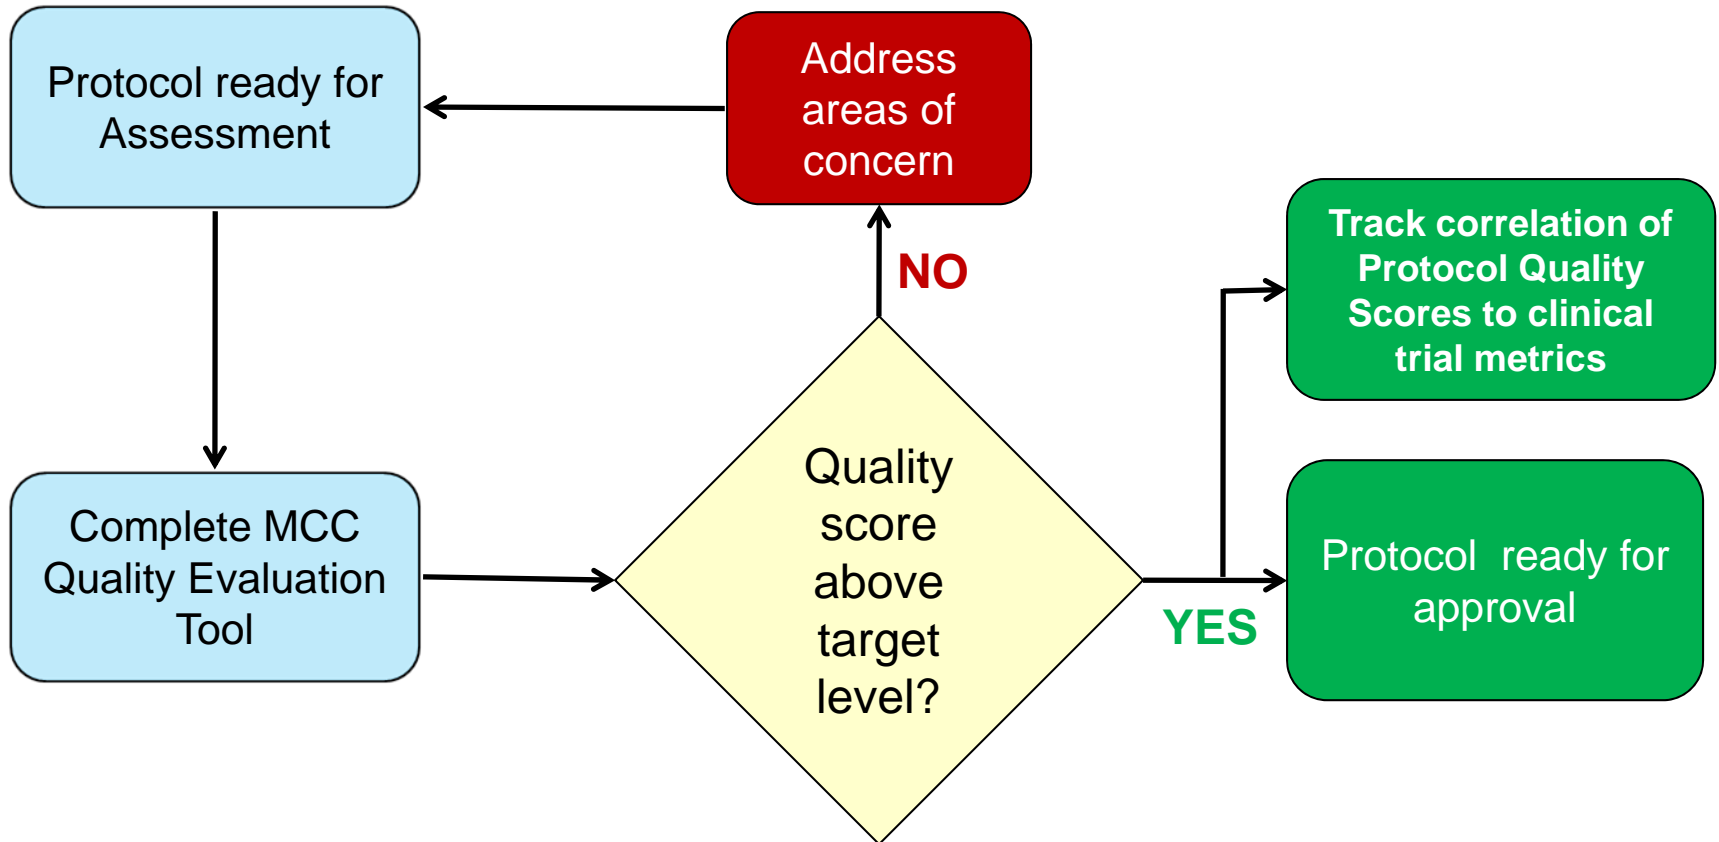 Protocol ready for
Assessment
Address
areas of
concern
NO
Track correlation of
Protocol Quality
Scores to clinical
trial metrics
Complete MCC
Quality Evaluation
Tool
Quality
score
above
target
level?
YES
Protocol  ready for
approval